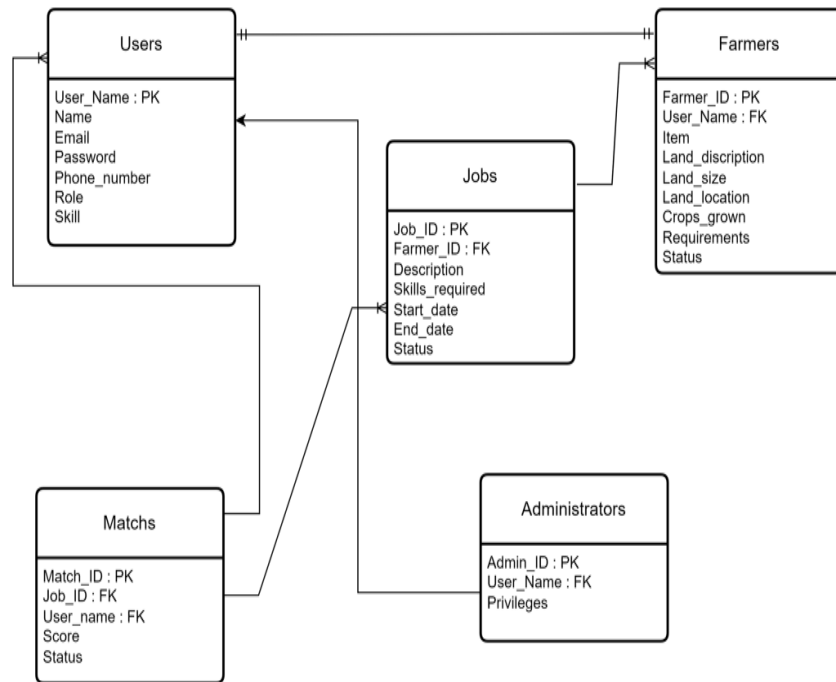 Users
User_Name : PK
Name
Email
Password
Phone_number
Role
Skill
Farmers
Farmer_ID : PK
User_Name : FK
Item
Land_discription
Land_size
Land_location
Crops_grown
Requirements
Status
Jobs
Job_ID : PK
Farmer_ID : FK
Description
Skills_required
Start_date
End_date
Status
Matchs
Match_ID : PK
Job_ID : FK
User_name : FK
Score
Status
Administrators
Admin_ID : PK
User_Name : FK
Privileges